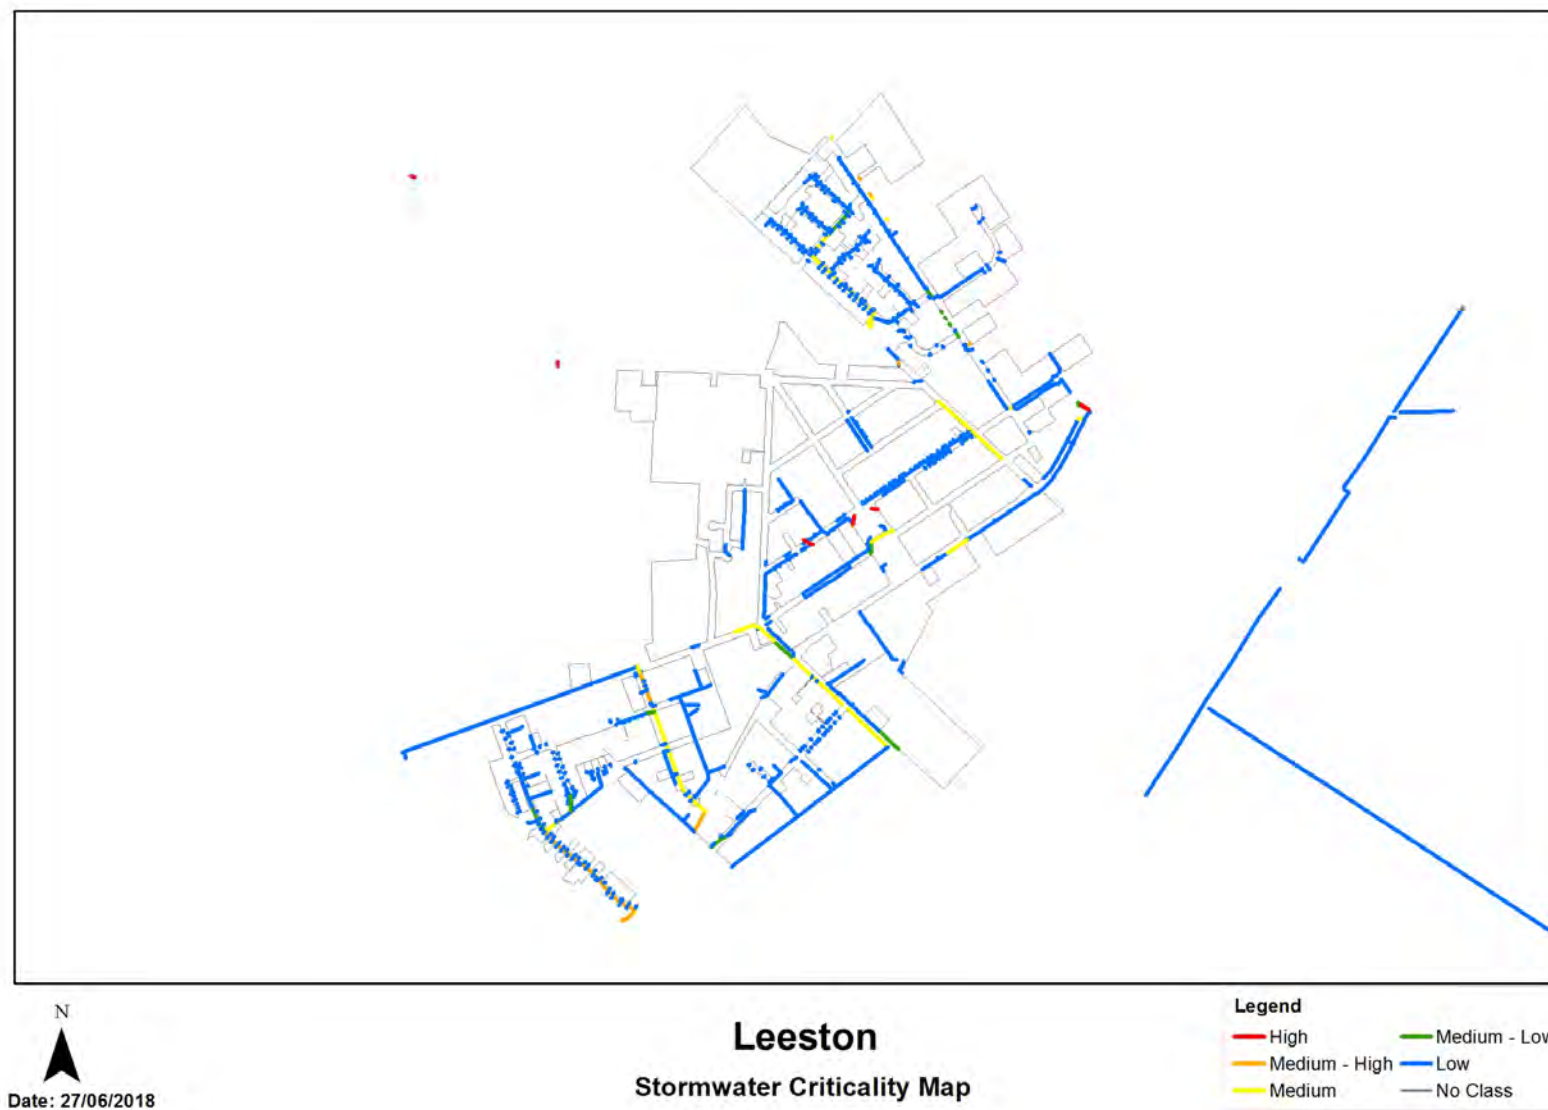 N
Date: 27/06/2018
Leeston
Stormwater Criticality Map
Legend
High
Medium - High
Medium
Medium - Low
Low
No Class